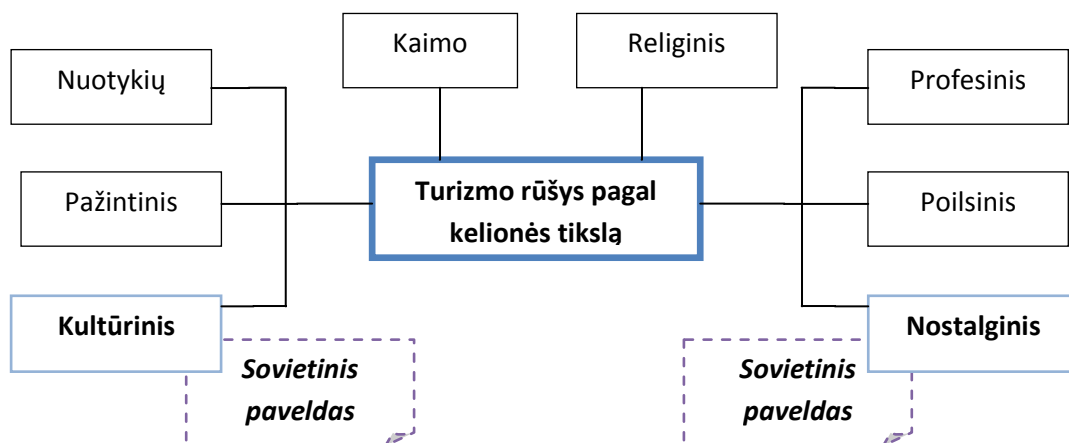 Kaimo
Religinis
Nuotykių
Profesinis
Turizmo rūšys pagal
kelionės tikslą
Pažintinis
Poilsinis
Kultūrinis
Nostalginis
Sovietinis
paveldas
Sovietinis
paveldas